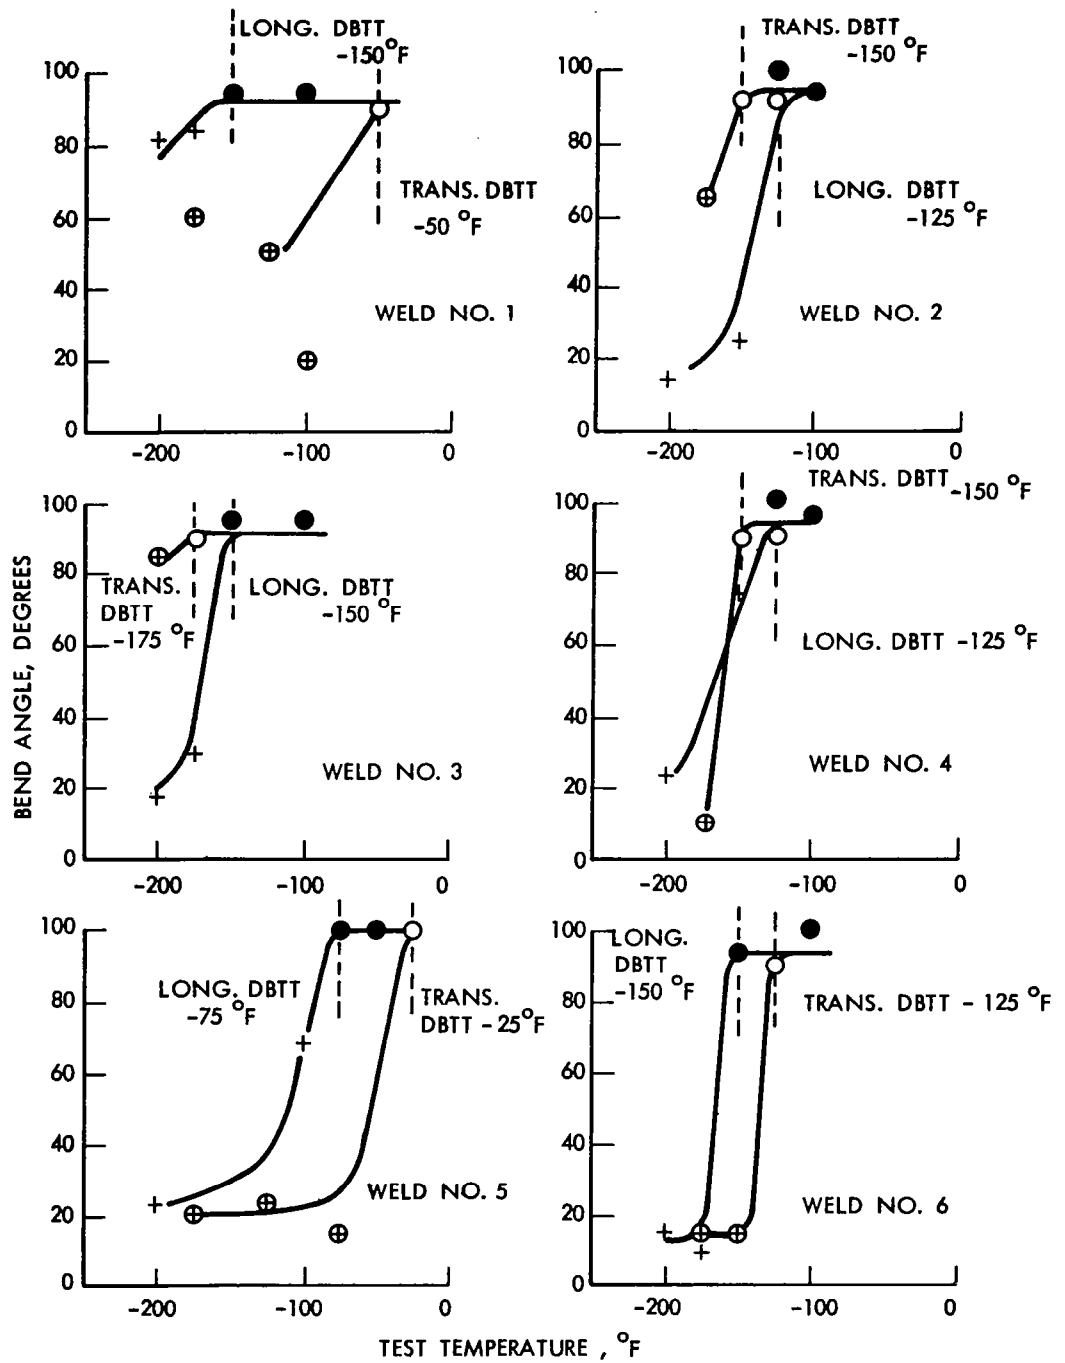 LONG. DBTT
-150°F
100
80
60
40
20
0
-200
-100
0
TRANS. DBTT
-50 °F
WELD NO. 1
TRANS. DBTT
-150 °F
100
80
60
40
20
0
-200
-100
0
LONG. DBTT
-125 °F
WELD NO. 2
BEND ANGLE, DEGREES
100
80
60
40
20
0
-200
-100
0
TRANS.
DBTT
-175 °F
LONG. DBTT
-150 °F
WELD NO. 3
TRANS. DBTT -150 °F
100
80
60
40
20
0
-200
-100
0
LONG. DBTT -125 °F
WELD NO. 4
100
80
60
40
20
0
-200
-100
0
LONG. DBTT
-75 °F
TRANS.
DBTT -25°F
WELD NO. 5
100
80
60
40
20
0
-200
-100
0
LONG.
DBTT
-150 °F
TRANS. DBTT - 125 °F
WELD NO. 6
TEST TEMPERATURE , °F